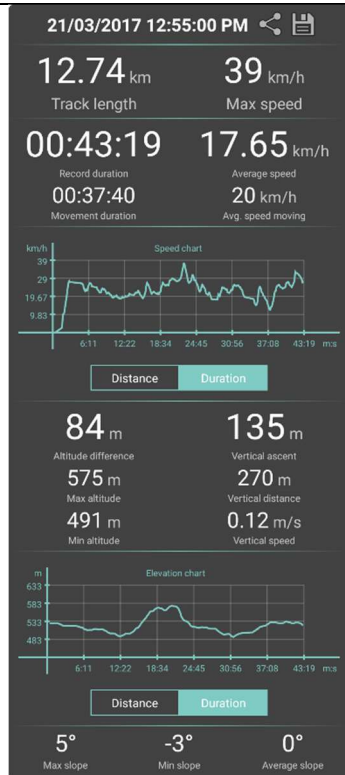 21/03/2017 12:55:00 PM
12.74 km 39 km/h
Track length Max speed
00:43:19 17.65 km/h
Record duration Average speed
00:37:40 20 km/h
Movement duration Avg. speed moving
km/h Speed chart
39
29
19.67
9.83
6:11 12:22 18:34 24:45 30:56 37:08 43:19 m:s
Distance Duration
84 m 135 m
Altitude difference Vertical ascent
575 m 270 m
Max altitude Vertical distance
491 m 0.12 m/s
Min altitude Vertical speed
m Elevation chart
633
583
533
483
6:11 12:22 18:34 24:45 30:56 37:08 43:19 m:s
Distance Duration
5° -3° 0°
Max slope Min slope Average slope